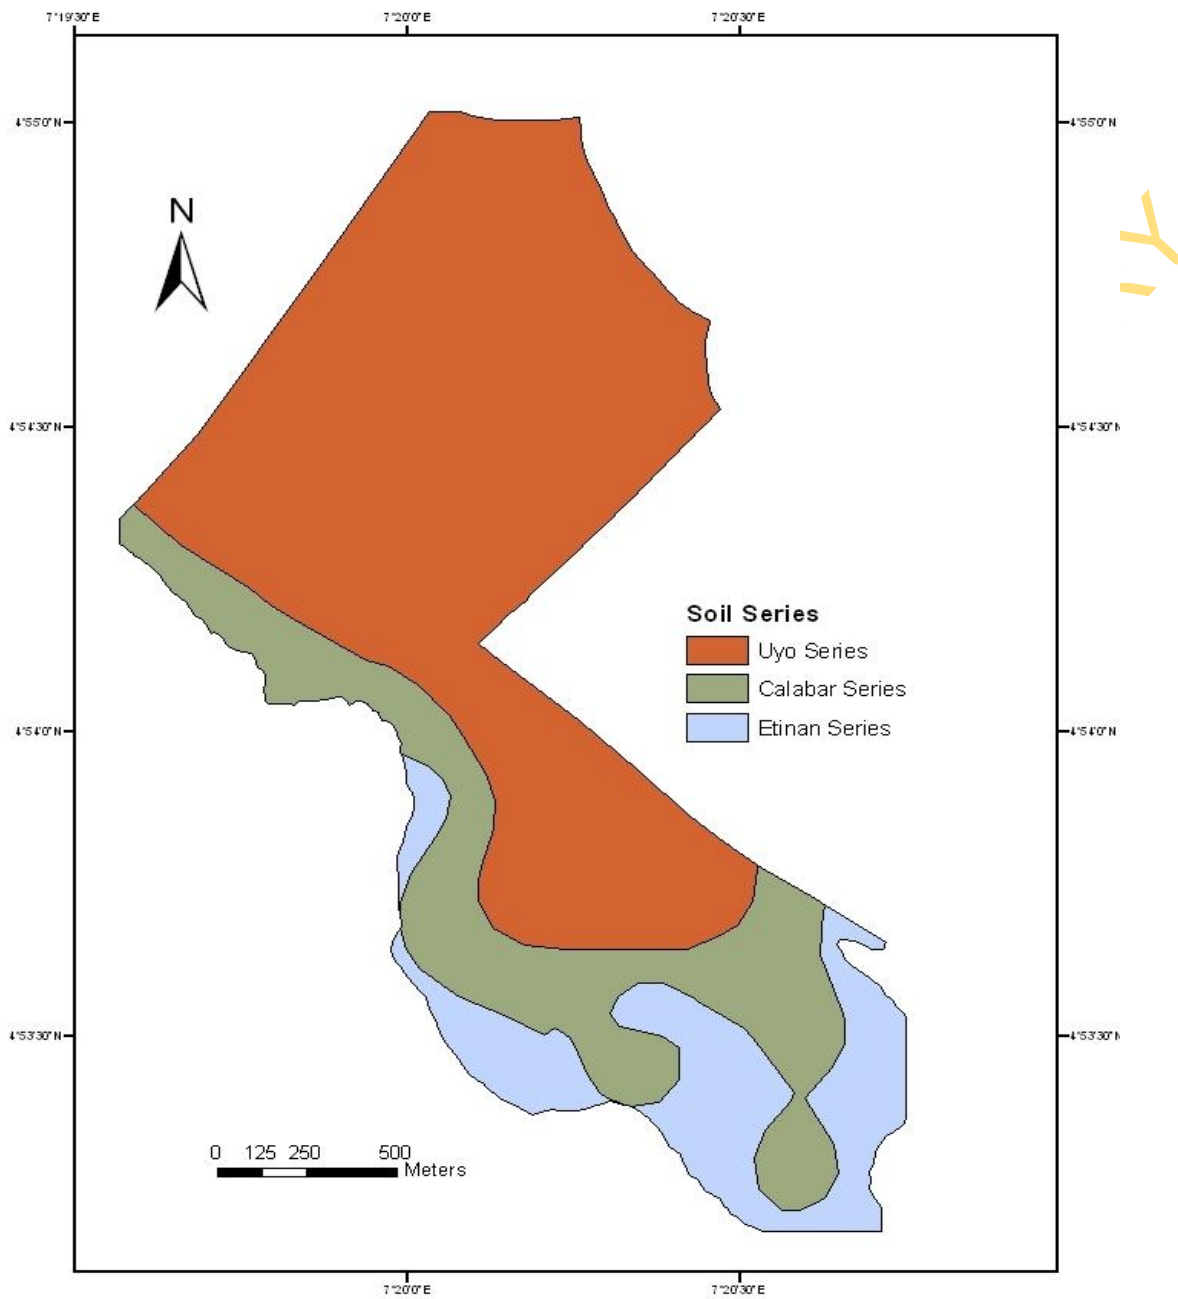 7°19'30"E 7°20'0"E 7°20'30"E
4°55'0"N 4°55'0"N
N
4°54'30"N 4°54'30"N
Soil Series
Uyo Series
Calabar Series
Etinan Series
4°54'0"N 4°54'0"N
4°53'30"N 4°53'30"N
0 125 250 500
Meters
7°20'0"E 7°20'30"E